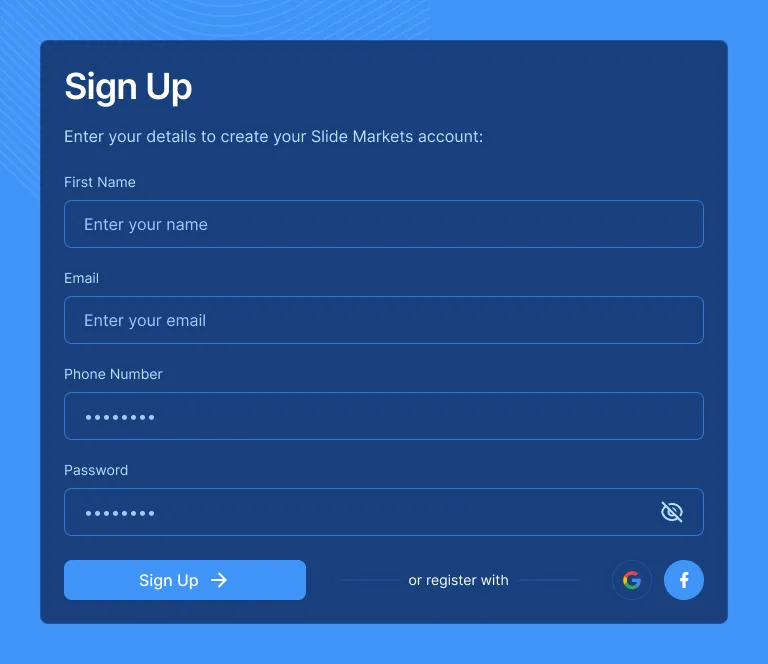 Sign Up
Enter your details to create your Slide Markets account:
First Name
Enter your name
Email
Enter your email
Phone Number
••••••••
Password
••••••••
Sign Up →
or register with